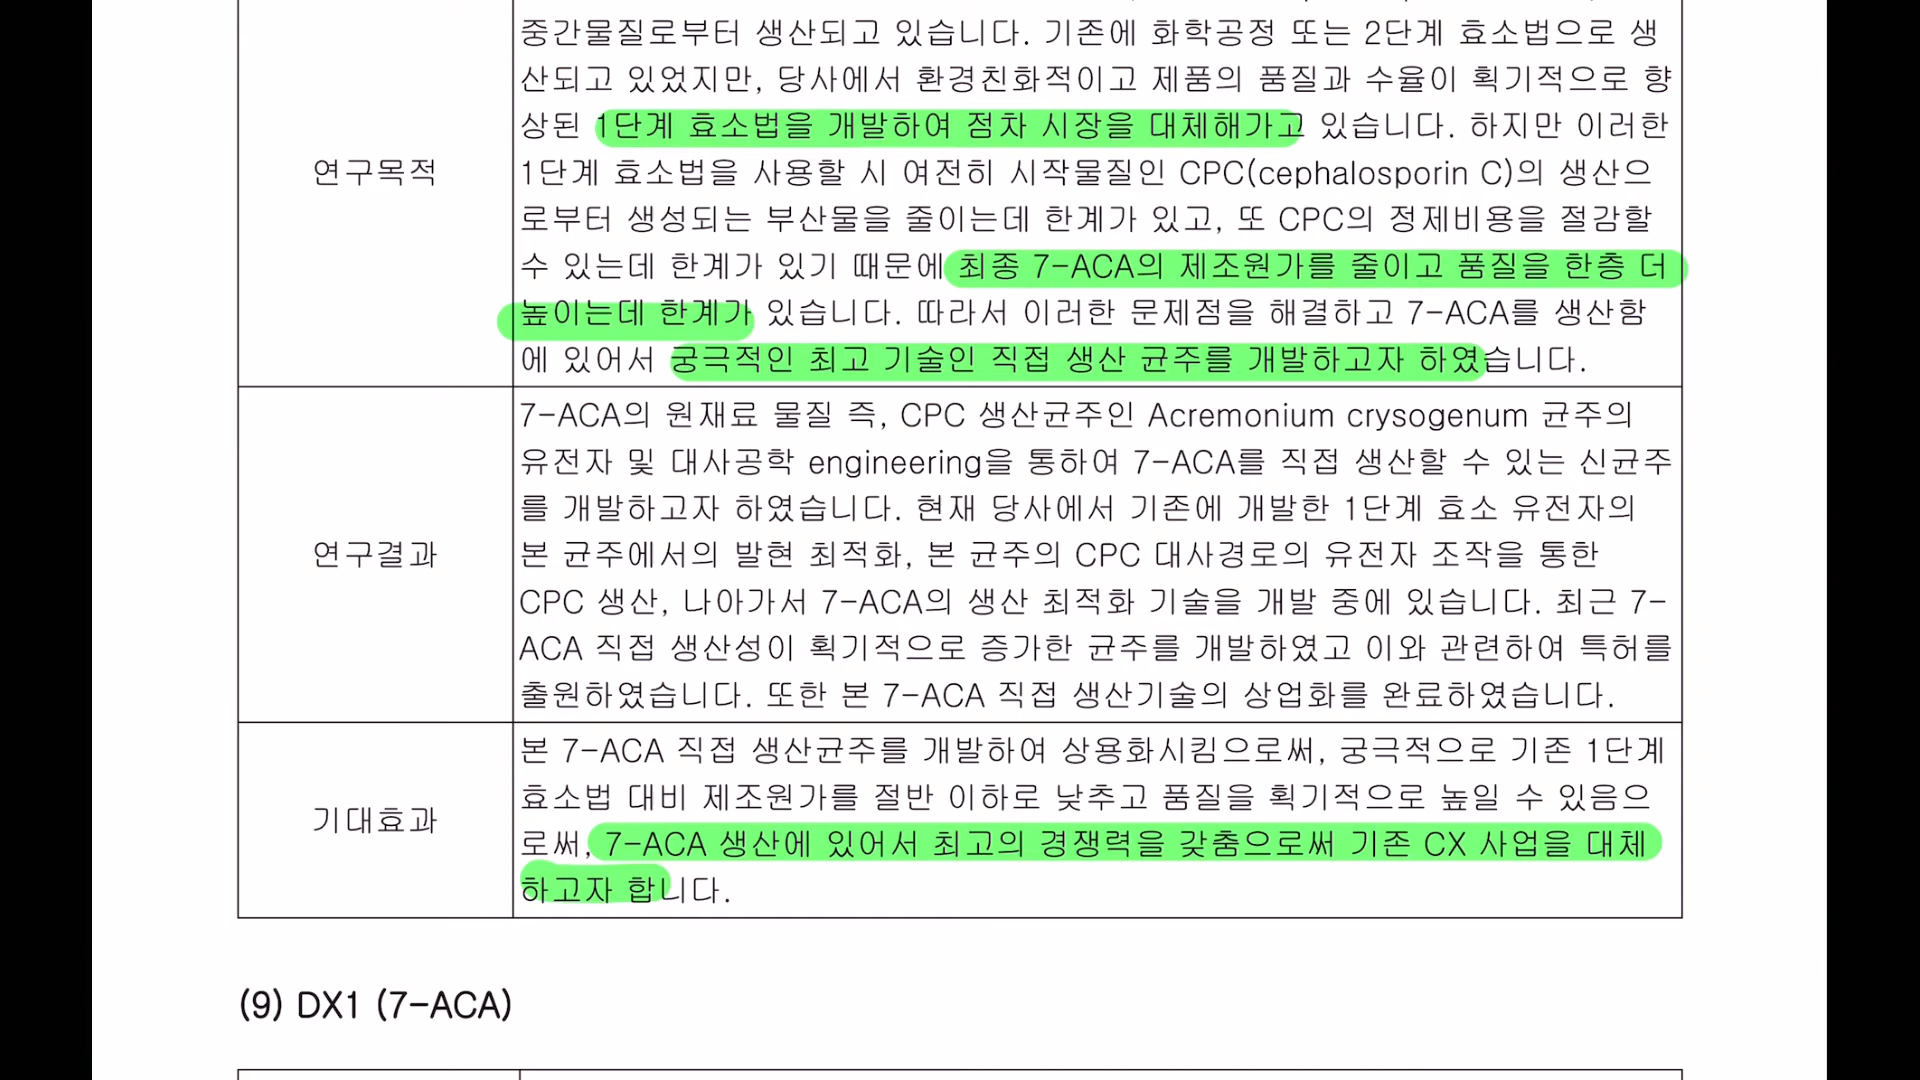 중간물질로부터 생산되고 있습니다. 기존에 화학공정 또는 2단계 효소법으로 생
산되고 있었지만, 당사에서 환경친화적이고 제품의 품질과 수율이 획기적으로 향
상된 1단계 효소법을 개발하여 점차 시장을 대체해가고 있습니다. 하지만 이러한
연구목적
1단계 효소법을 사용할 시 여전히 시작물질인 CPC(cephalosporin C)의 생산으
로부터 생성되는 부산물을 줄이는데 한계가 있고, 또 CPC의 정제비용을 절감할
수 있는데 한계가 있기 때문에 최종 7-ACA의 제조원가를 줄이고 품질을 한층 더
높이는데 한계가 있습니다. 따라서 이러한 문제점을 해결하고 7-ACA를 생산함
에 있어서 궁극적인 최고 기술인 직접 생산 균주를 개발하고자 하였습니다.
7-ACA의 원재료 물질 즉, CPC 생산균주인 Acremonium crysogenum 균주의
유전자 및 대사공학 engineering을 통하여 7-ACA를 직접 생산할 수 있는 신균주
를 개발하고자 하였습니다. 현재 당사에서 기존에 개발한 1단계 효소 유전자의
연구결과
본 균주에서의 발현 최적화, 본 균주의 CPC 대사경로의 유전자 조작을 통한
CPC 생산, 나아가서 7-ACA의 생산 최적화 기술을 개발 중에 있습니다. 최근 7-
ACA 직접 생산성이 획기적으로 증가한 균주를 개발하였고 이와 관련하여 특허를
출원하였습니다. 또한 본 7-ACA 직접 생산기술의 상업화를 완료하였습니다.
본 7-ACA 직접 생산균주를 개발하여 상용화시킴으로써, 궁극적으로 기존 1단계
효소법 대비 제조원가를 절반 이하로 낮추고 품질을 획기적으로 높일 수 있음으
기대효과
로써, 7-ACA 생산에 있어서 최고의 경쟁력을 갖춤으로써 기존 CX 사업을 대체
하고자 합니다.
(9) DX1 (7-ACA)